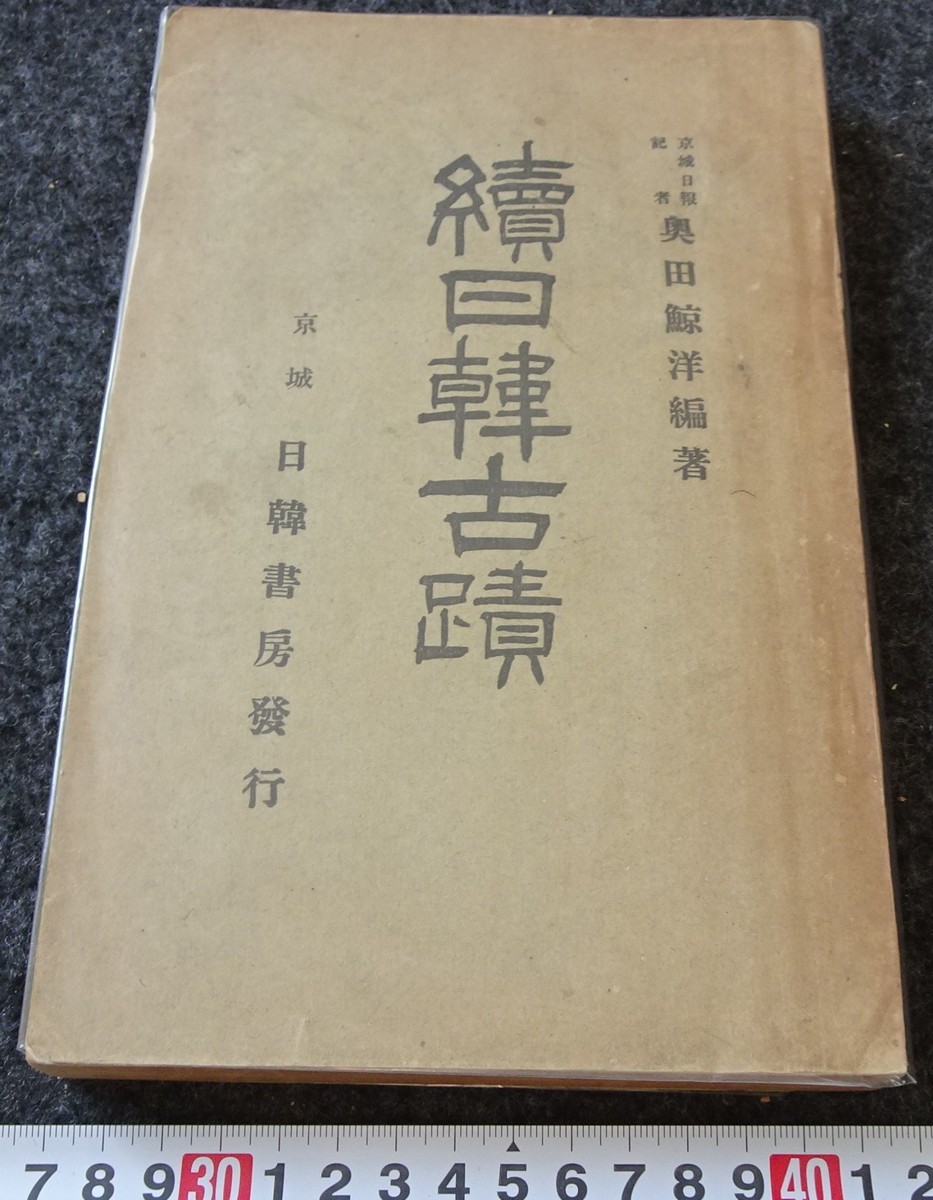 京城日報
記者
奧田鯨洋編著
續日韓古蹟
京城 日韓書房發行
7 8 9 30 1 2 3 4 5 6 7 8 9 40 1 2